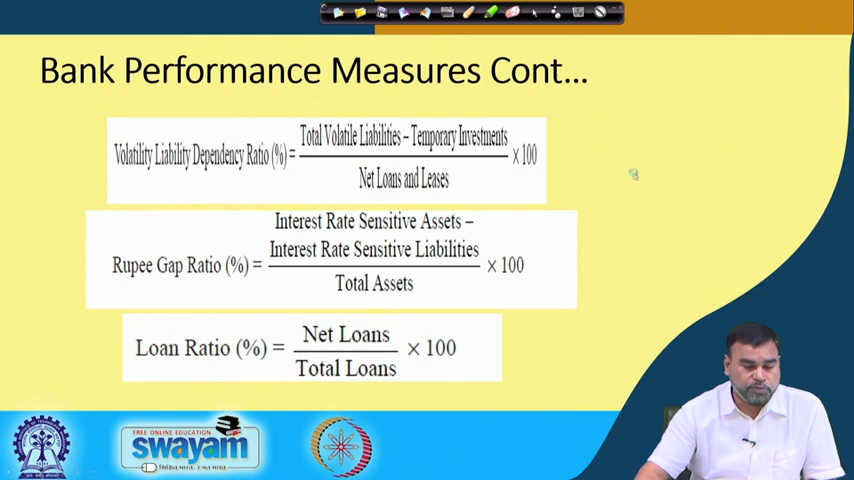 Bank Performance Measures Cont...
Volatility Liability Dependency Ratio (%) = Total Volatile Liabilities – Temporary Investments
Net Loans and Leases
× 100
Rupee Gap Ratio (%) = Interest Rate Sensitive Assets –
Interest Rate Sensitive Liabilities
Total Assets
× 100
Loan Ratio (%) = Net Loans
Total Loans
× 100
FREE ONLINE EDUCATION
swayam